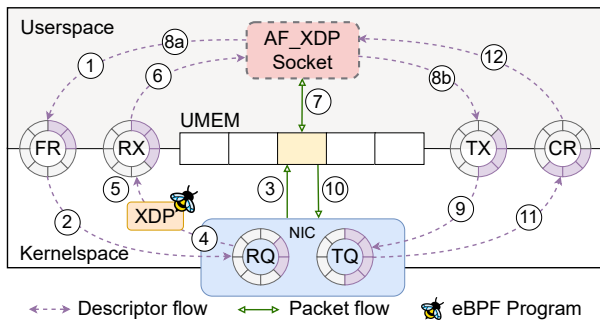 Userspace
8a
AF_XDP
Socket
12
1
6
8b
7
UMEM
FR
RX
TX
CR
5
3
10
XDP
9
2
4
NIC
11
RQ
TQ
Kernelspace
Descriptor flow
Packet flow
eBPF Program